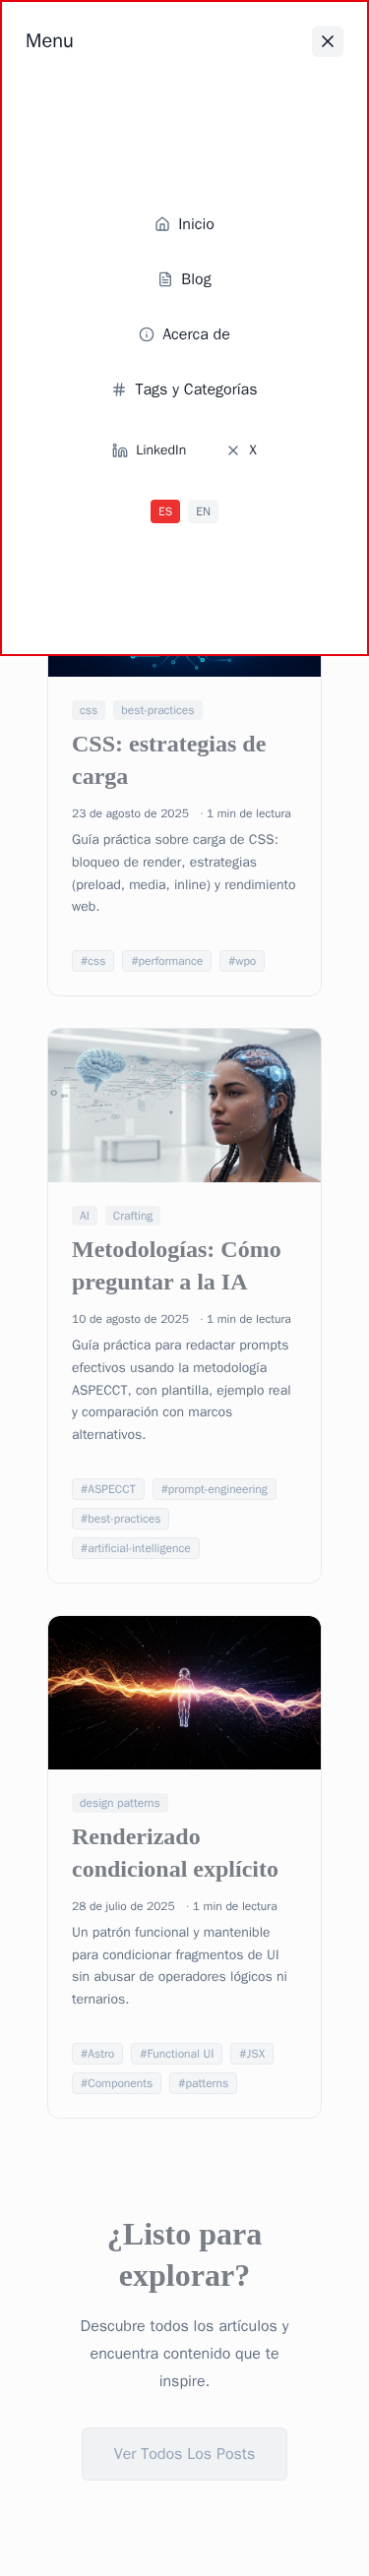 Menu
Inicio
Blog
Acerca de
Tags y Categorías
LinkedIn X
ES EN
css best-practices
CSS: estrategias de
carga
23 de agosto de 2025 · 1 min de lectura
Guía práctica sobre carga de CSS:
bloqueo de render, estrategias
(preload, media, inline) y rendimiento
web.
#css #performance #wpo
AI Crafting
Metodologías: Cómo
preguntar a la IA
10 de agosto de 2025 · 1 min de lectura
Guía práctica para redactar prompts
efectivos usando la metodología
ASPECCT, con plantilla, ejemplo real
y comparación con marcos
alternativos.
#ASPECCT #prompt-engineering
#best-practices
#artificial-intelligence
design patterns
Renderizado
condicional explícito
28 de julio de 2025 · 1 min de lectura
Un patrón funcional y mantenible
para condicionar fragmentos de UI
sin abusar de operadores lógicos ni
ternarios.
#Astro #Functional UI #JSX
#Components #patterns
¿Listo para
explorar?
Descubre todos los artículos y
encuentra contenido que te
inspire.
Ver Todos Los Posts